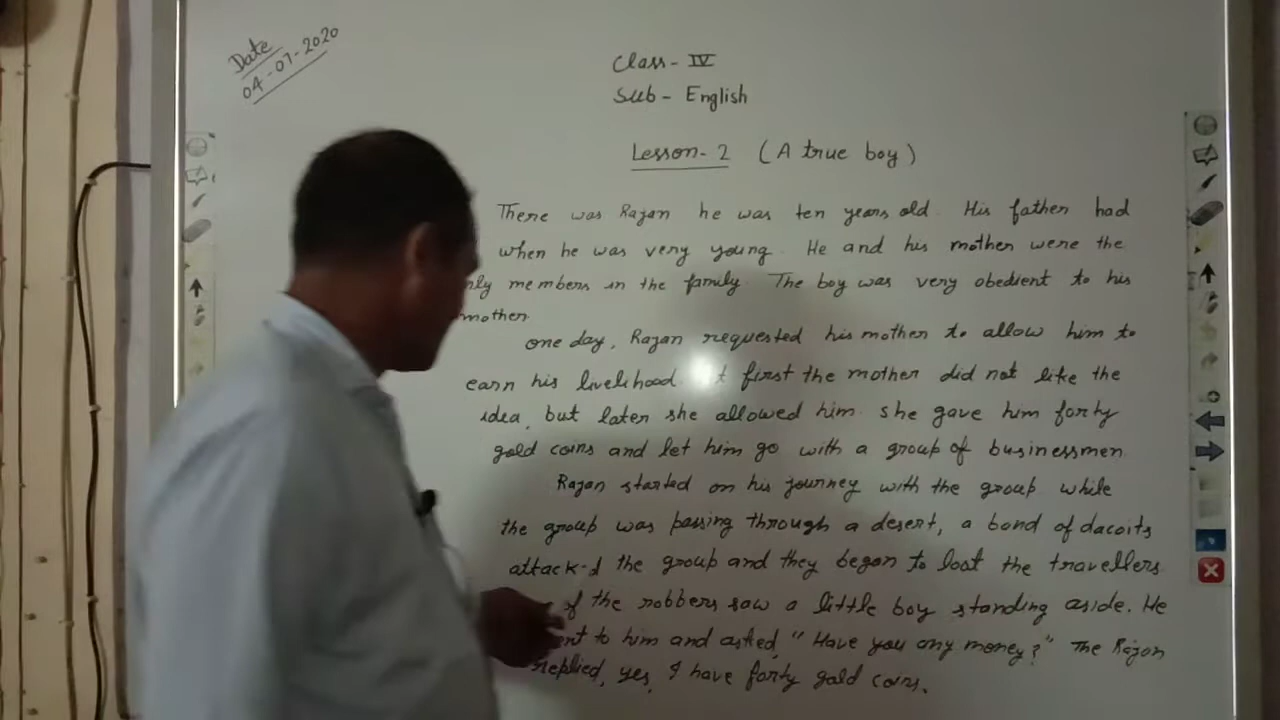 Date
04-07-2020
Class- IV
Sub- English
Lesson-2 (A true boy)
There was Rajan he was ten years old. His father had
when he was very young. He and his mother were the
nly members in the family. The boy was very obedient to his
mother.
one day, Rajan requested his mother to allow him to
earn his livelihood. t first the mother did not like the
idea, but later she allowed him. she gave him forty
gold coins and let him go with a group of businessmen
Rajan started on his journey with the group. while
the group was passing through a desert, a band of dacoits
attack-d the group and they began to loot the travellers.
of the robbers saw a little boy standing aside. He
nt to him and asked, "Have you any money?" The Rajan
replied, yes, I have forty gold coins.